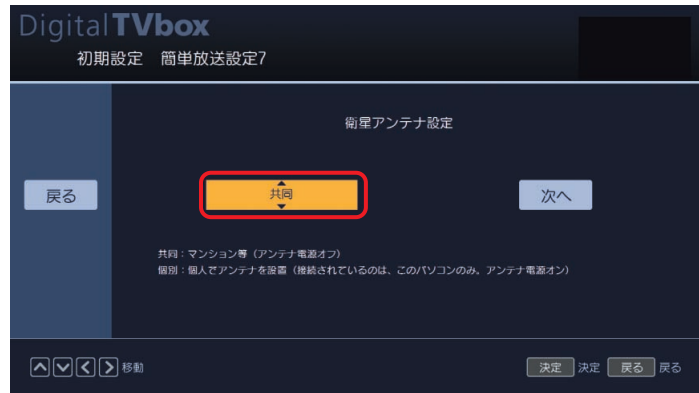 Digital TVbox
初期設定 簡単放送設定7
衛星アンテナ設定
戻る
共同
次へ
共同：マンション等（アンテナ電源オフ）
個別：個人でアンテナを設置（接続されているのは、このパソコンのみ、アンテナ電源オン）
移動
決定 決定 戻る 戻る